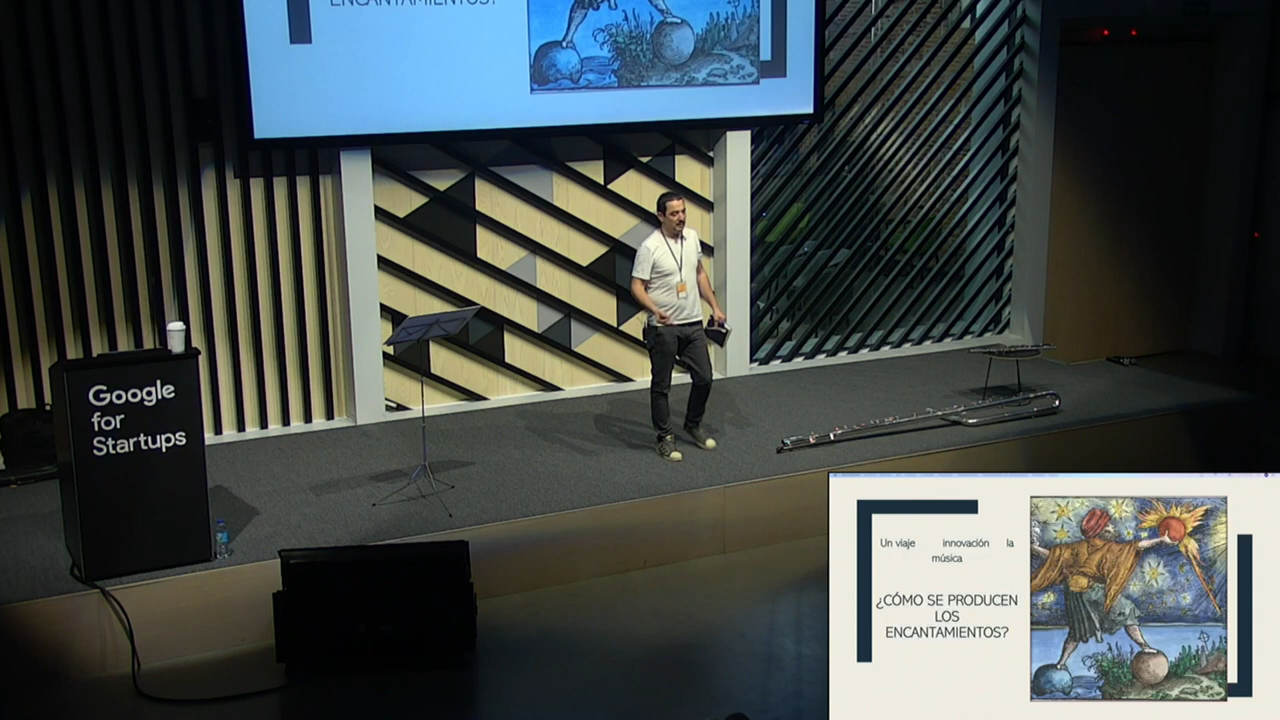 ENCANTAMIENTOS?
Google
for
Startups
Un viaje innovación la
música
¿CÓMO SE PRODUCEN
LOS
ENCANTAMIENTOS?